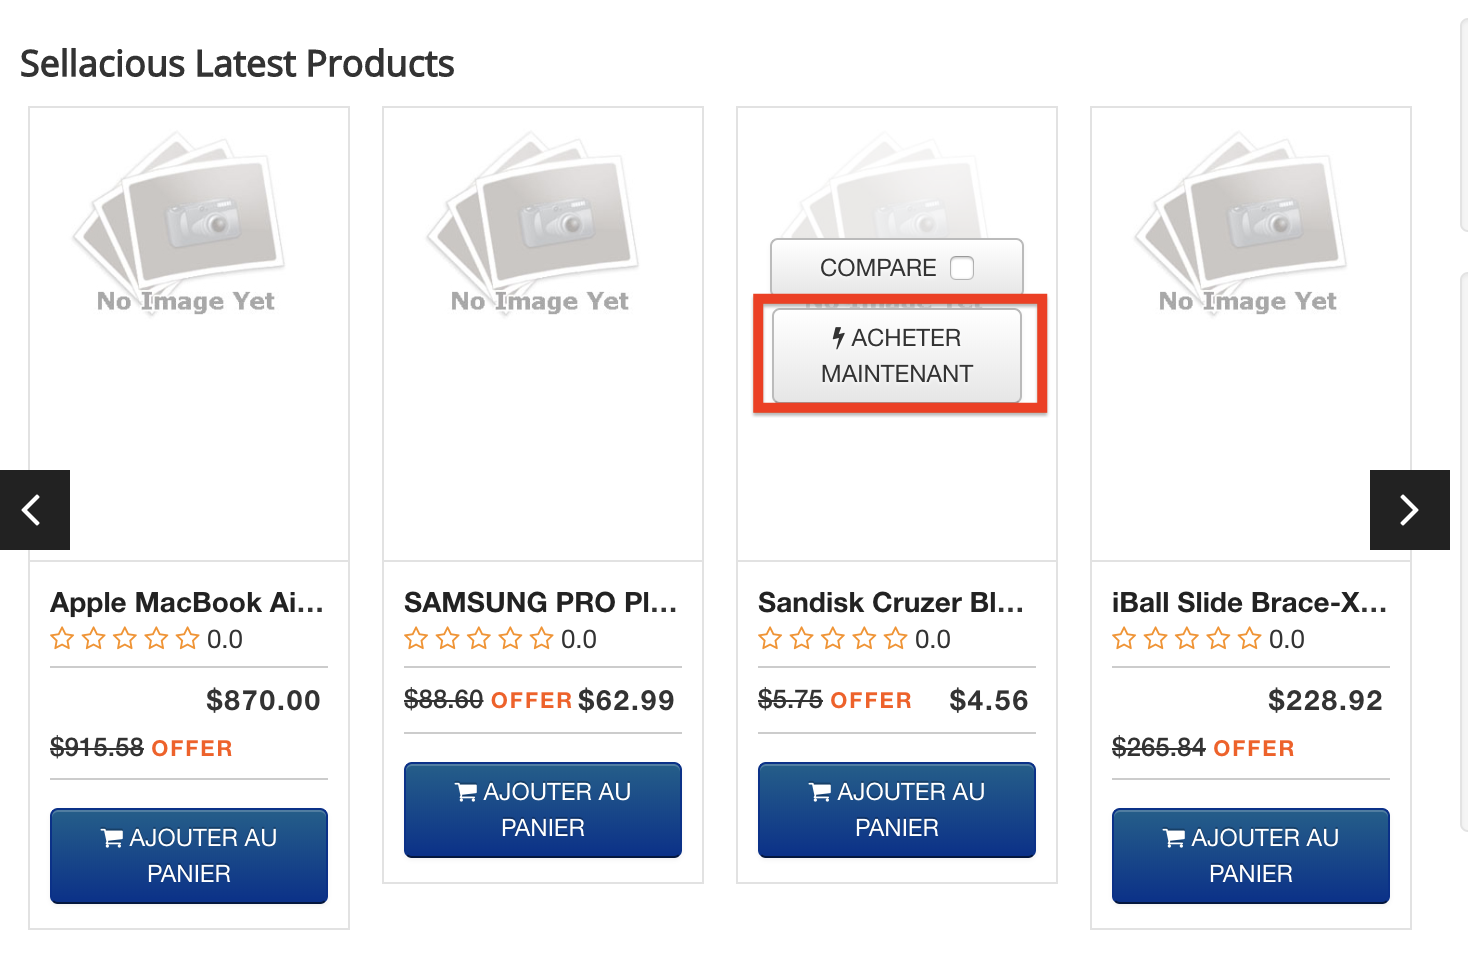 Sellacious Latest Products
No Image Yet
Apple MacBook Ai...
0.0
$870.00
$915.58 OFFER
AJOUTER AU
PANIER
No Image Yet
SAMSUNG PRO Pl...
0.0
$88.60 OFFER $62.99
AJOUTER AU
PANIER
COMPARE
No Image Yet
ACHETER
MAINTENANT
Sandisk Cruzer Bl...
0.0
$5.75 OFFER $4.56
AJOUTER AU
PANIER
No Image Yet
iBall Slide Brace-X...
0.0
$228.92
$265.84 OFFER
AJOUTER AU
PANIER